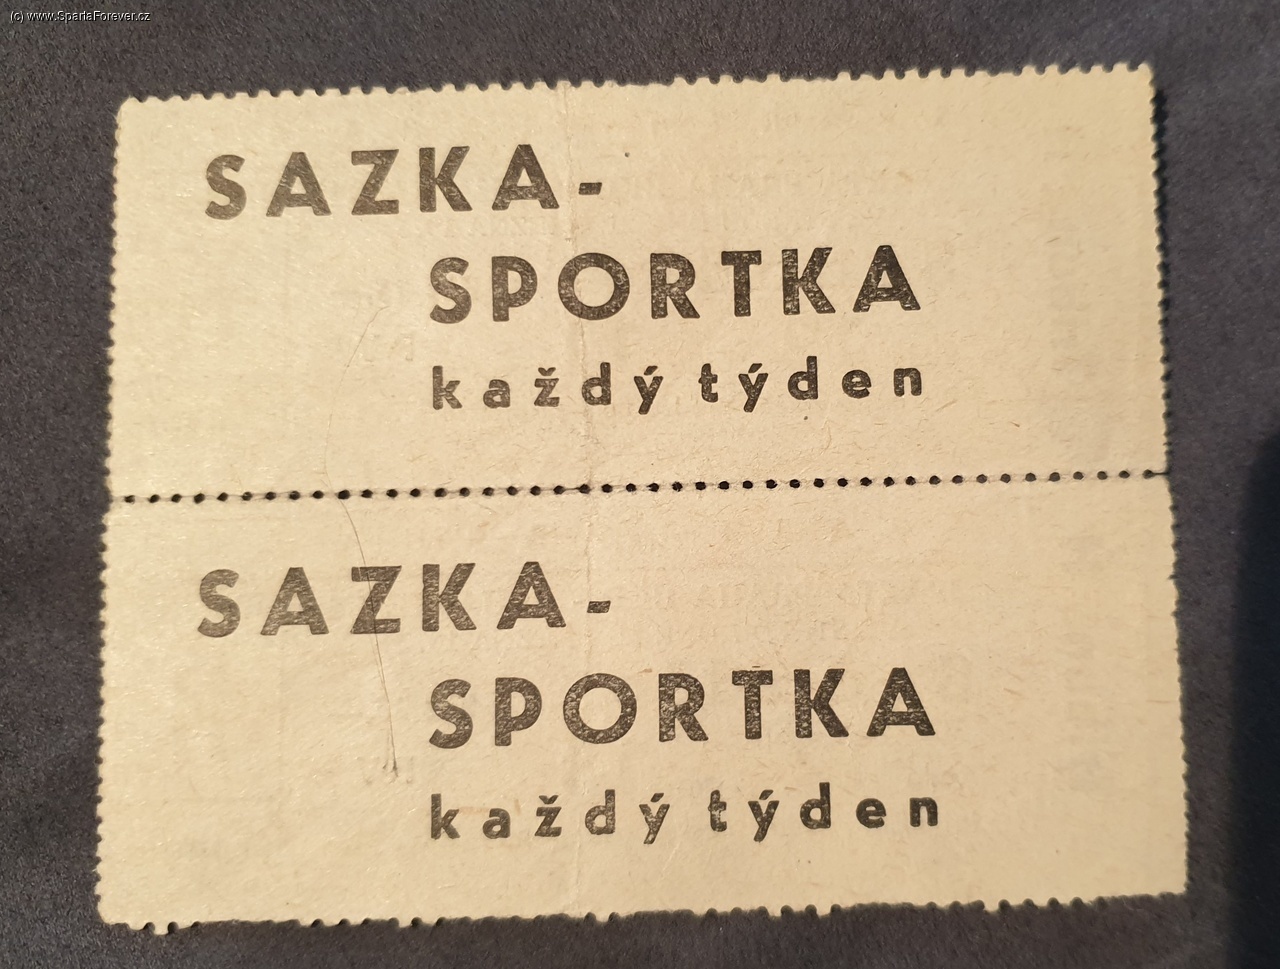 (c) www.SpartaForever.cz
SAZKA-
SPORTKA
každý týden
SAZKA-
SPORTKA
každý týden